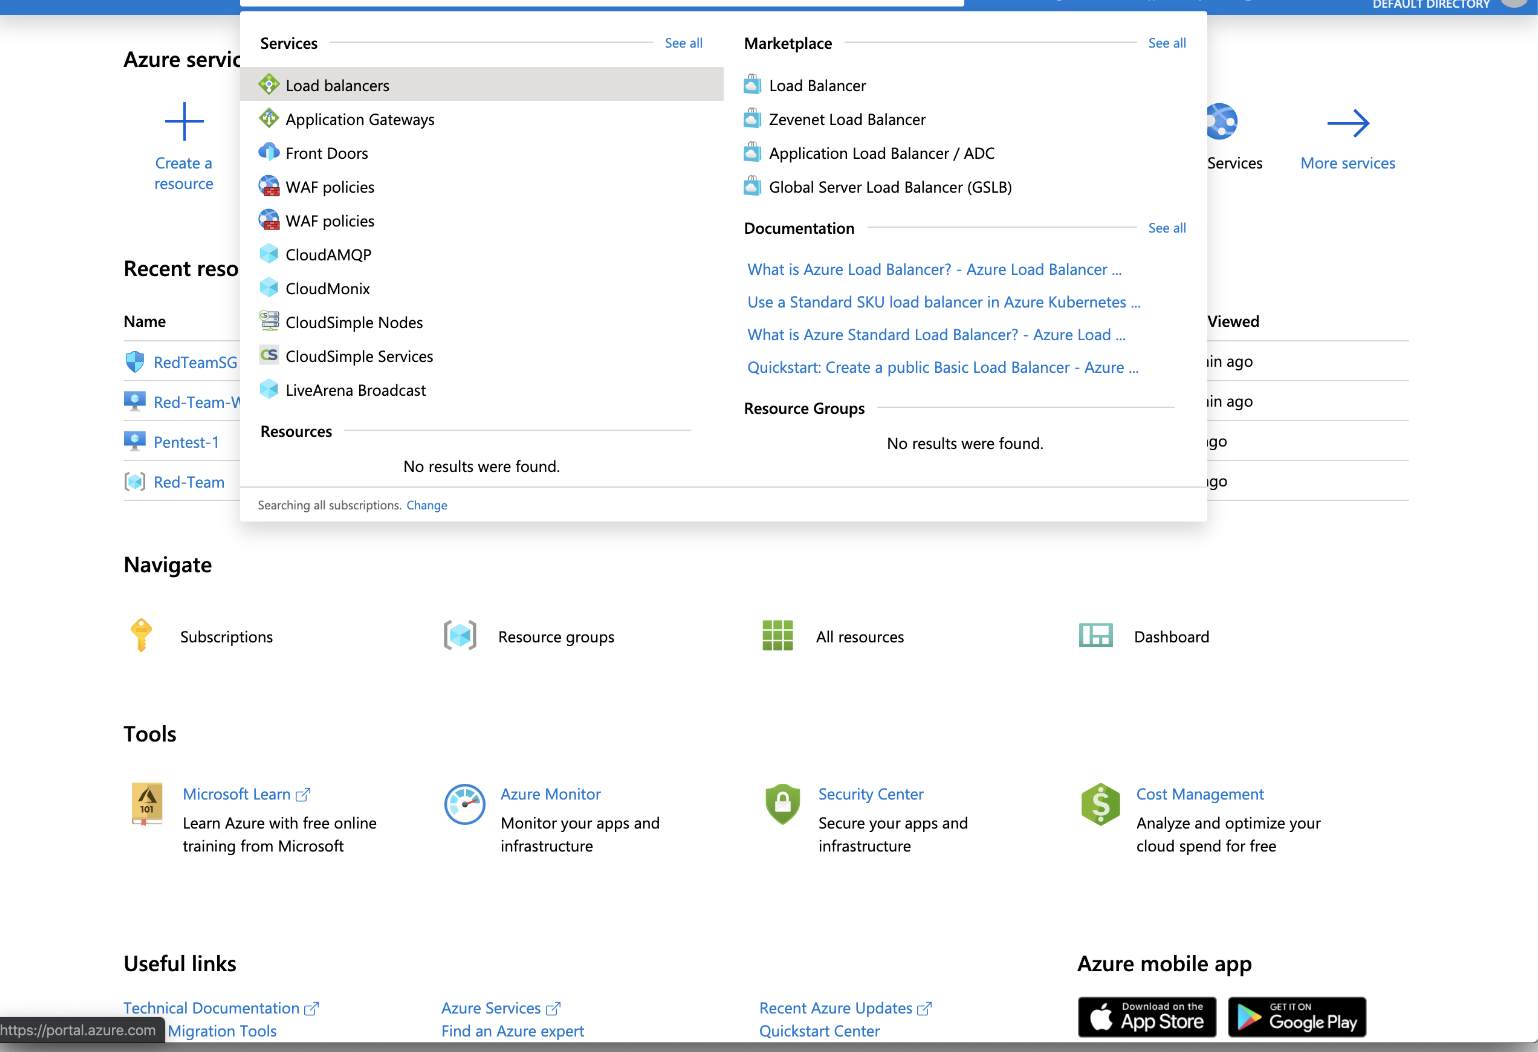 DEFAULT DIRECTORY
Azure servic
Create a
resource
Services
More services
Services
See all
Load balancers
Application Gateways
Front Doors
WAF policies
WAF policies
CloudAMQP
CloudMonix
CloudSimple Nodes
CloudSimple Services
LiveArena Broadcast
Resources
No results were found.
Marketplace
See all
Load Balancer
Zevenet Load Balancer
Application Load Balancer / ADC
Global Server Load Balancer (GSLB)
Documentation
See all
What is Azure Load Balancer? - Azure Load Balancer ...
Use a Standard SKU load balancer in Azure Kubernetes ...
What is Azure Standard Load Balancer? - Azure Load ...
Quickstart: Create a public Basic Load Balancer - Azure ...
Resource Groups
No results were found.
Searching all subscriptions. Change
Recent reso
Name
Viewed
RedTeamSG
in ago
Red-Team-W
in ago
Pentest-1
go
Red-Team
go
Navigate
Subscriptions
Resource groups
All resources
Dashboard
Tools
101
Microsoft Learn
Learn Azure with free online
training from Microsoft
Azure Monitor
Monitor your apps and
infrastructure
Security Center
Secure your apps and
infrastructure
Cost Management
Analyze and optimize your
cloud spend for free
Useful links
Technical Documentation
Migration Tools
Azure Services
Find an Azure expert
Recent Azure Updates
Quickstart Center
Azure mobile app
Download on the
App Store
GET IT ON
Google Play
https://portal.azure.com